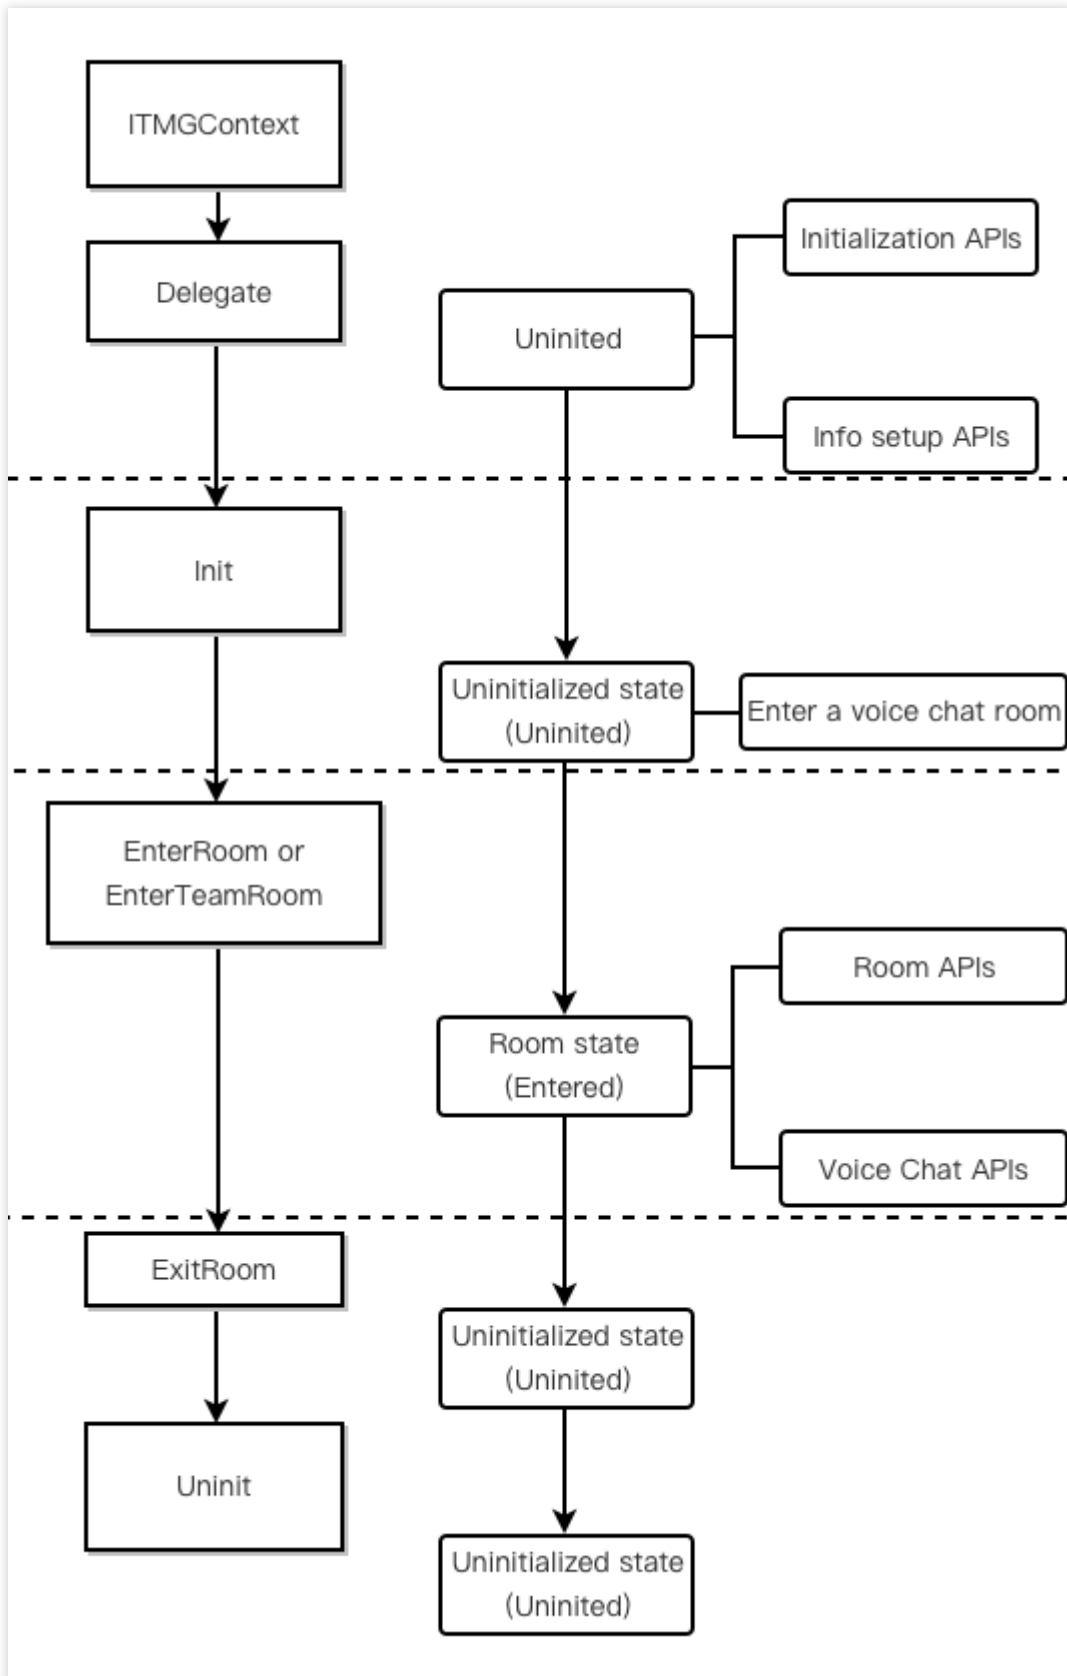 ITMGContext
Delegate
Initialization APIs
Uninited
Info setup APIs
Init
Uninitialized state
(Uninited)
Enter a voice chat room
EnterRoom or
EnterTeamRoom
Room APIs
Room state
(Entered)
Voice Chat APIs
ExitRoom
Uninitialized state
(Uninited)
Uninit
Uninitialized state
(Uninited)